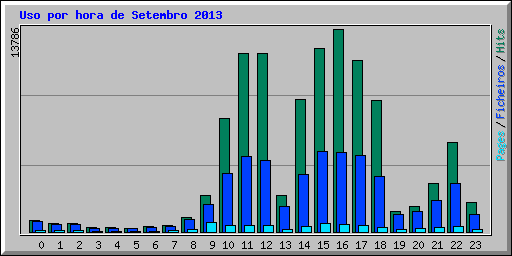 Uso por hora de Setembro 2013
13786
Pages/Ficheiros/Hits
0 1 2 3 4 5 6 7 8 9 10 11 12 13 14 15 16 17 18 19 20 21 22 23